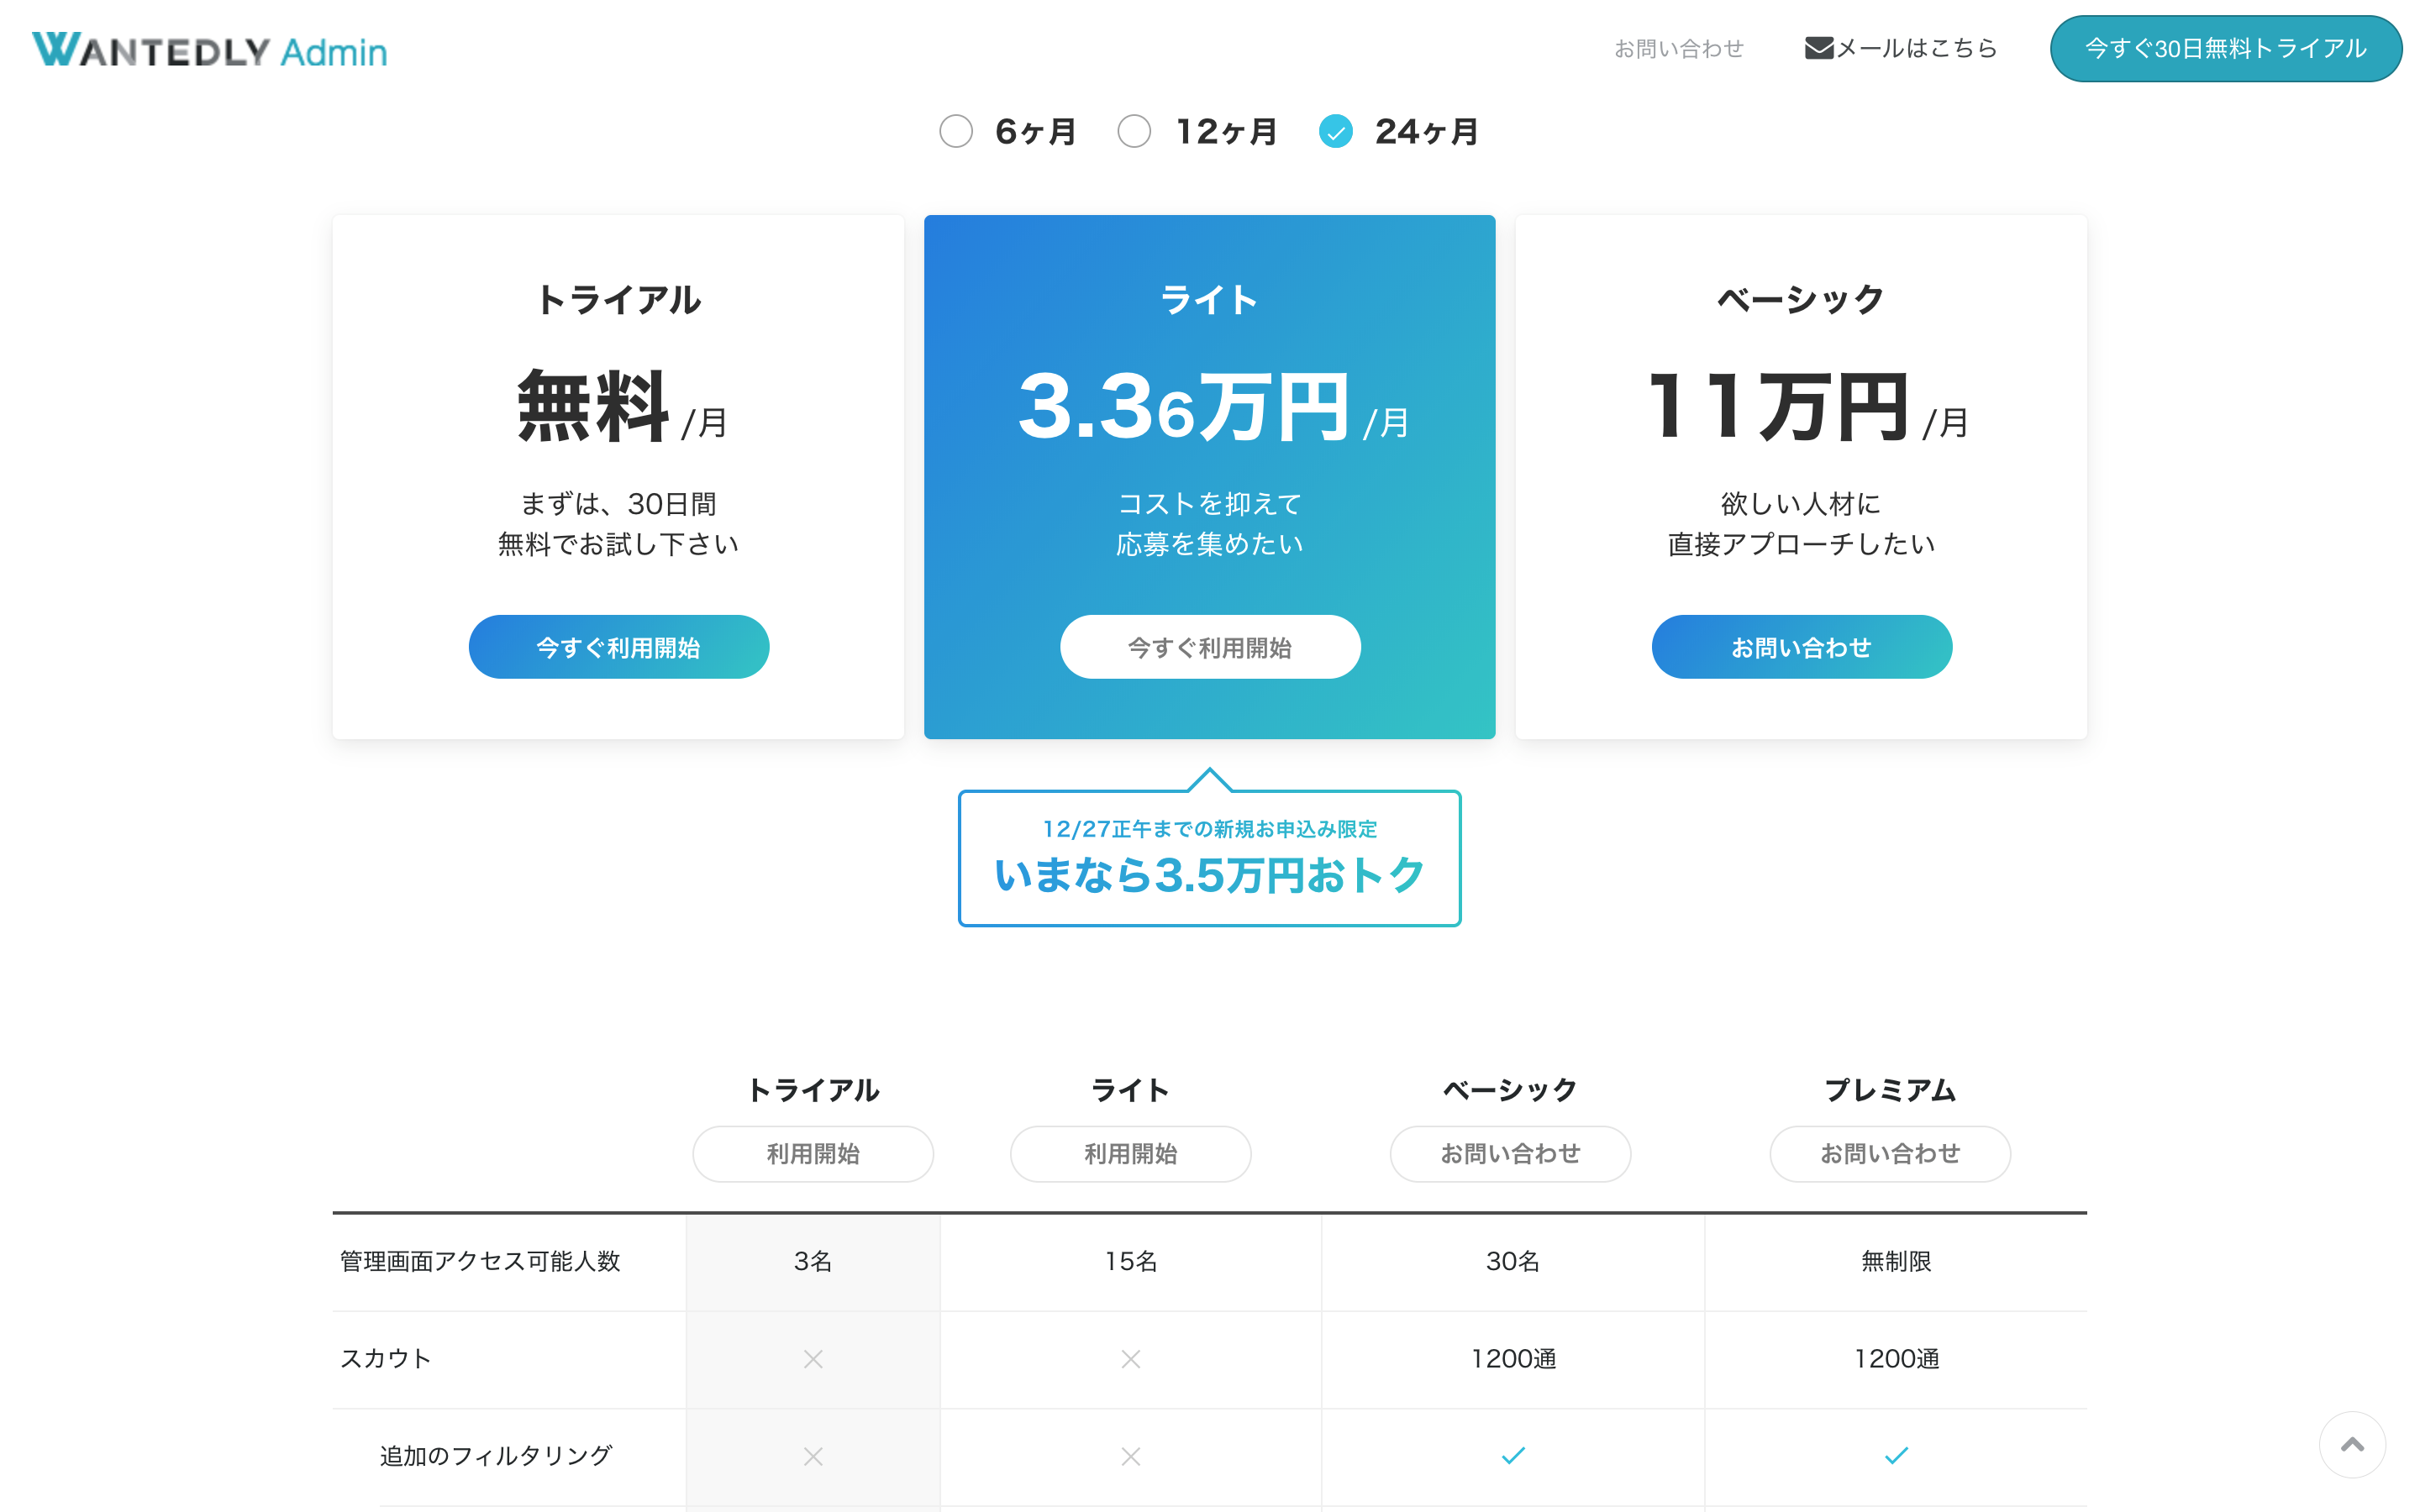 WANTEDLY Admin
お問い合わせ
メールはこちら
今すぐ30日無料トライアル
6ヶ月
12ヶ月
24ヶ月
トライアル
無料 /月
まずは、30日間
無料でお試し下さい
今すぐ利用開始
ライト
3.36万円 /月
コストを抑えて
応募を集めたい
今すぐ利用開始
ベーシック
11万円 /月
欲しい人材に
直接アプローチしたい
お問い合わせ
12/27正午までの新規お申込み限定
いまなら3.5万円おトク
トライアル ライト ベーシック プレミアム
利用開始 利用開始 お問い合わせ お問い合わせ
管理画面アクセス可能人数 3名 15名 30名 無制限
スカウト 1200通 1200通
追加のフィルタリング